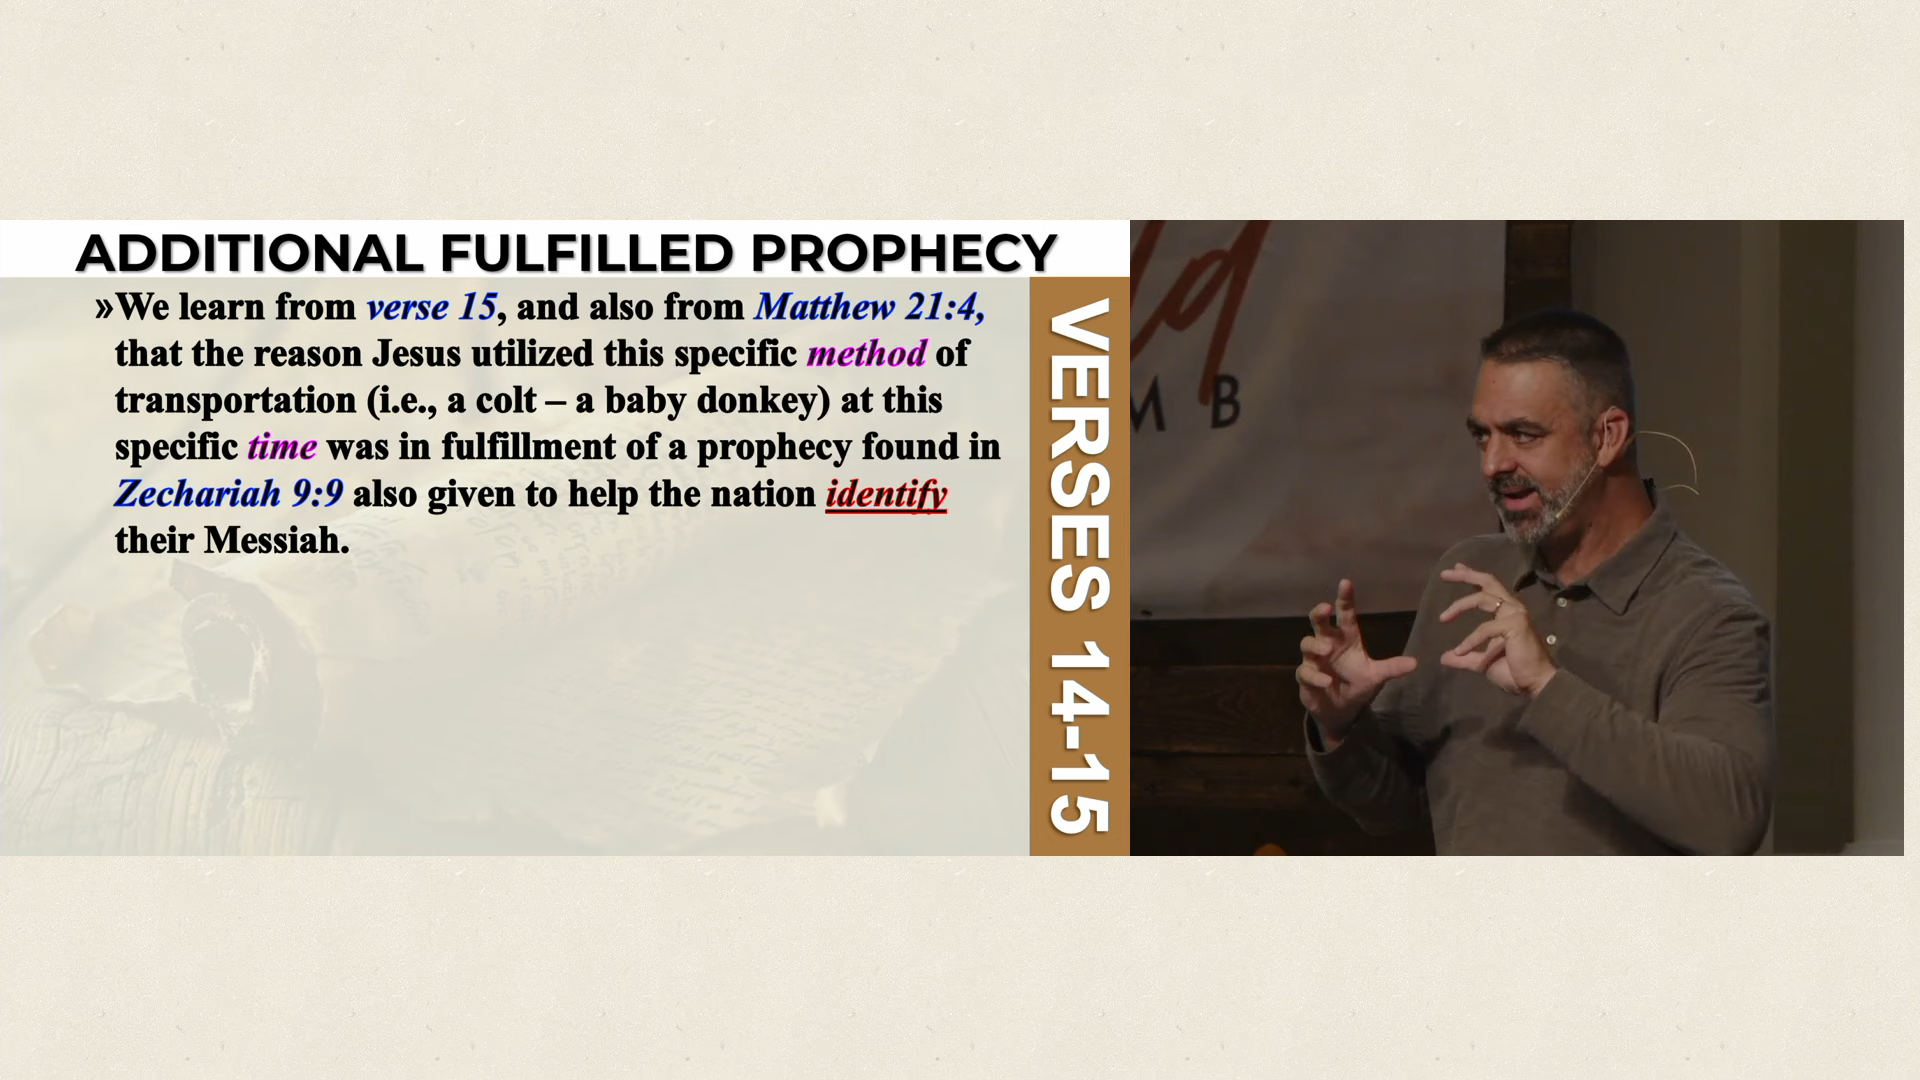 ADDITIONAL FULFILLED PROPHECY
»We learn from verse 15, and also from Matthew 21:4,
that the reason Jesus utilized this specific method of
transportation (i.e., a colt – a baby donkey) at this
specific time was in fulfillment of a prophecy found in
Zechariah 9:9 also given to help the nation identify
their Messiah.
VERSES 14-15
M B